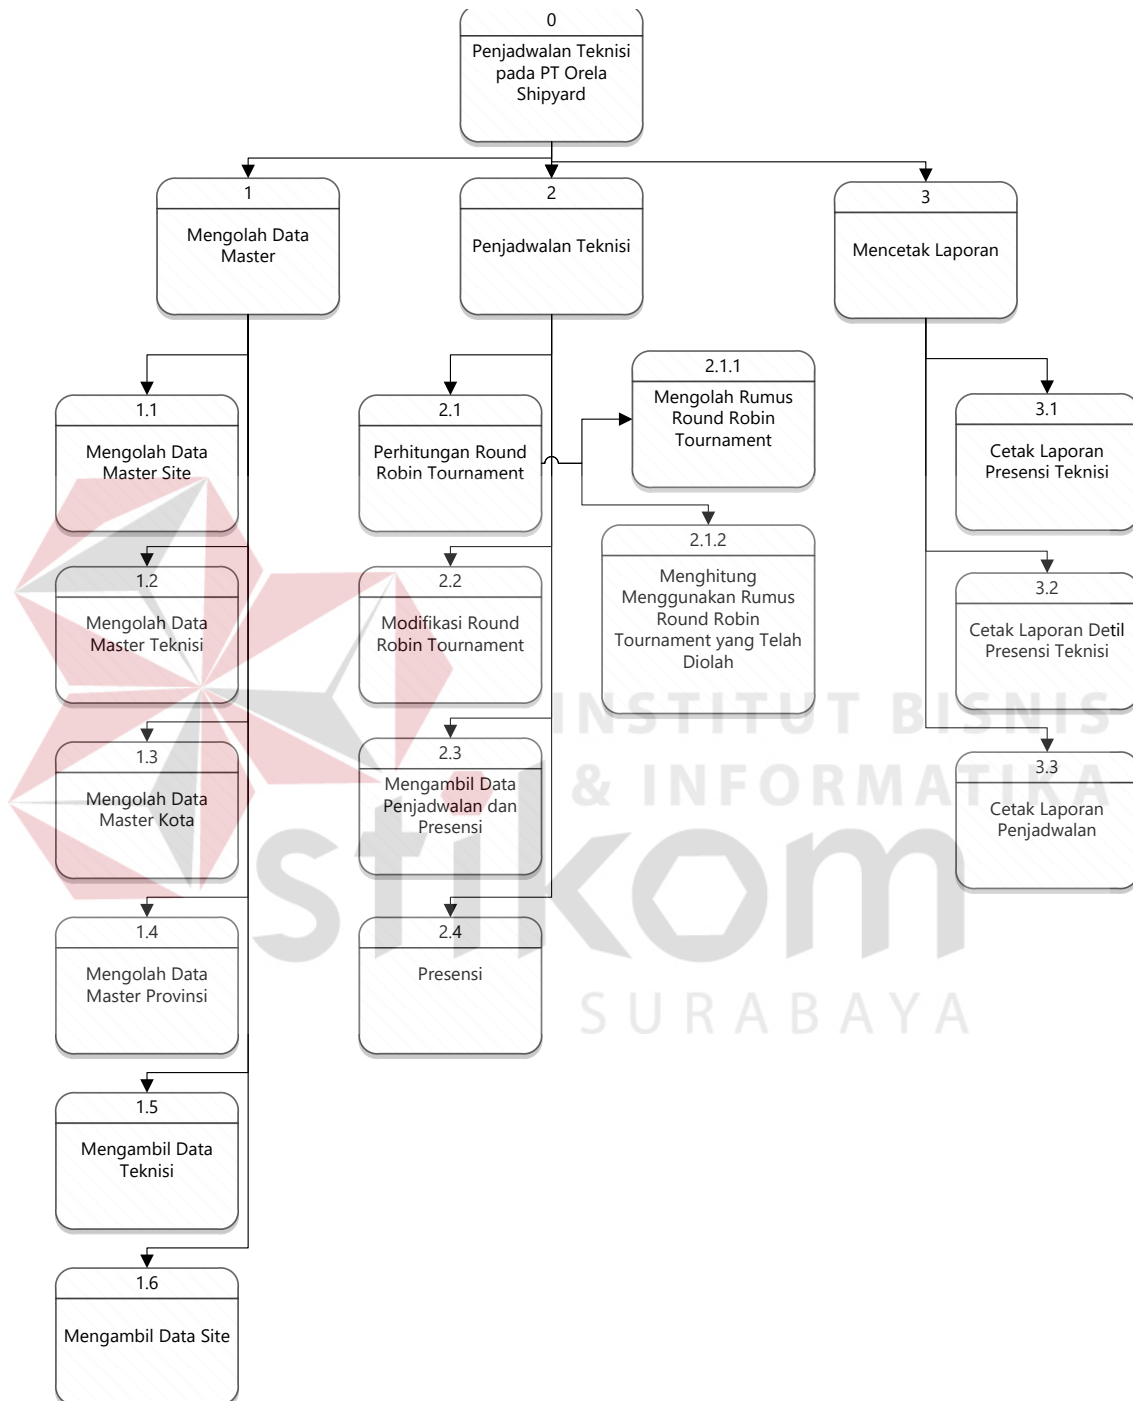 0
Penjadwalan Teknisi
pada PT Orela
Shipyard
1
Mengolah Data
Master
2
Penjadwalan Teknisi
3
Mencetak Laporan
1.1
Mengolah Data
Master Site
1.2
Mengolah Data
Master Teknisi
1.3
Mengolah Data
Master Kota
1.4
Mengolah Data
Master Provinsi
1.5
Mengambil Data
Teknisi
1.6
Mengambil Data Site
2.1
Perhitungan Round
Robin Tournament
2.1.1
Mengolah Rumus
Round Robin
Tournament
2.1.2
Menghitung
Menggunakan Rumus
Round Robin
Tournament yang Telah
Diolah
2.2
Modifikasi Round
Robin Tournament
2.3
Mengambil Data
Penjadwalan dan
Presensi
2.4
Presensi
3.1
Cetak Laporan
Presensi Teknisi
3.2
Cetak Laporan Detil
Presensi Teknisi
3.3
Cetak Laporan
Penjadwalan
INSTITUT BISNIS
& INFORMATIKA
stikom
SURABAYA